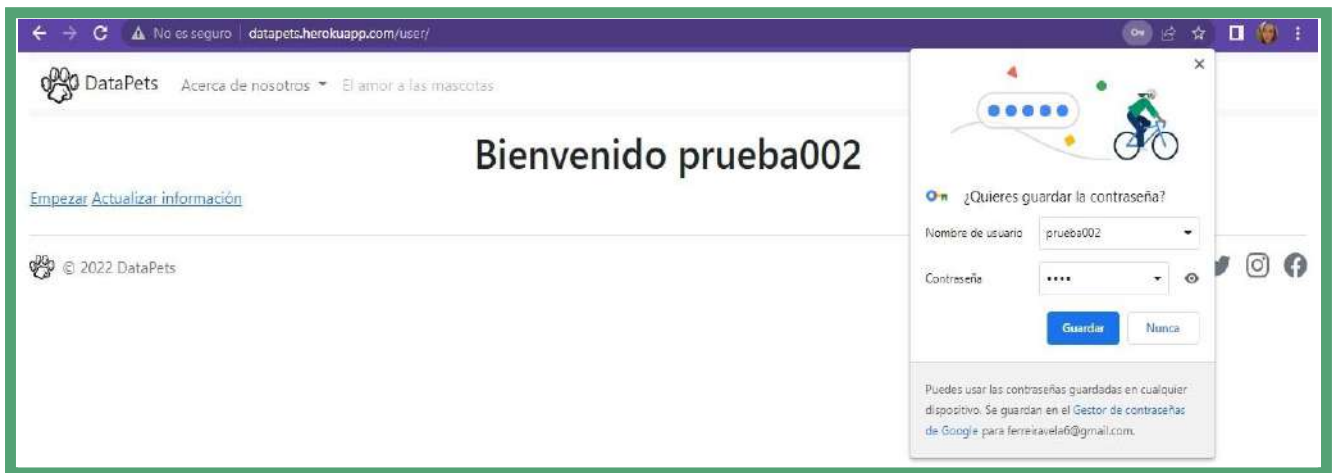 No es seguro | datapets.herokuapp.com/user/
DataPets Acerca de nosotros El amor a las mascotas
Bienvenido prueba002
Empezar Actualizar información
© 2022 DataPets
¿Quieres guardar la contraseña?
Nombre de usuario prueba002
Contraseña ••••
Guardar Nunca
Puedes usar las contraseñas guardadas en cualquier
dispositivo. Se guardan en el Gestor de contraseñas
de Google para ferreiravela6@gmail.com.